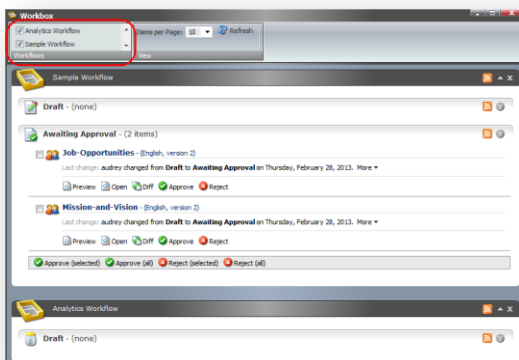 Workbox
Analytics Workflow
Items per Page: 10 Refresh
Sample Workflow
Workflows View
Sample Workflow
Draft - (none)
Awaiting Approval - (2 items)
Job-Opportunities - (English, version 2)
Last change: audrey changed from Draft to Awaiting Approval on Thursday, February 28, 2013. More
Preview Open Diff Approve Reject
Mission-and-Vision - (English, version 2)
Last change: audrey changed from Draft to Awaiting Approval on Thursday, February 28, 2013. More
Preview Open Diff Approve Reject
Approve (selected) Approve (all) Reject (selected) Reject (all)
Analytics Workflow
Draft - (none)